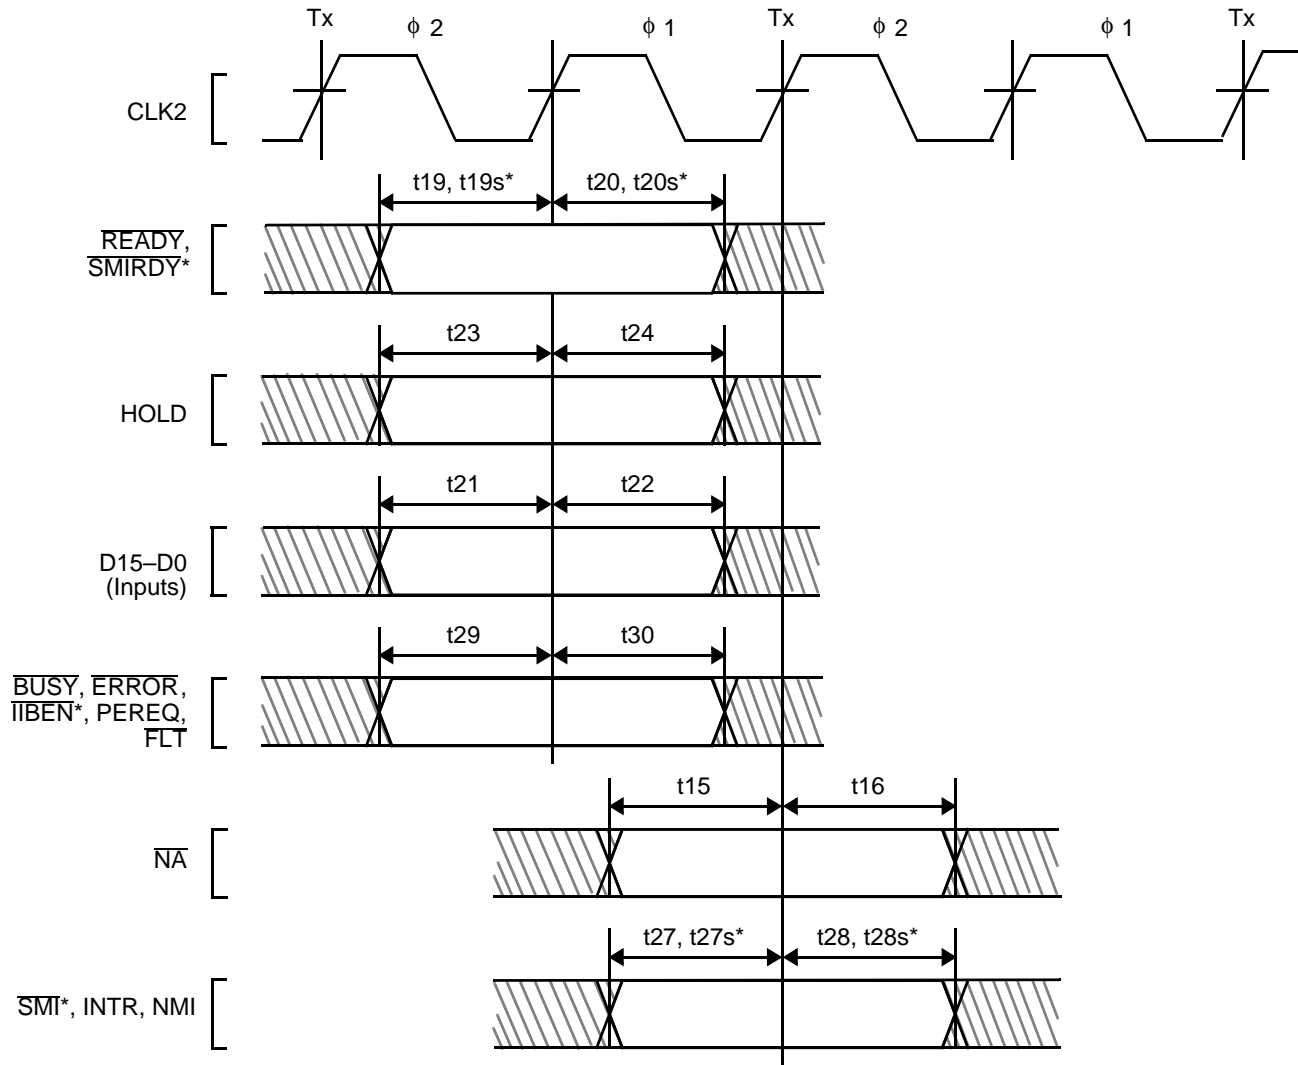 Tx
ϕ 2
ϕ 1
Tx
ϕ 2
ϕ 1
Tx
CLK2
t19, t19s*
t20, t20s*
READY,
SMIRDY*
t23
t24
HOLD
t21
t22
D15–D0
(Inputs)
t29
t30
BUSY, ERROR,
IIBEN*, PEREQ,
FLT
t15
t16
NA
t27, t27s*
t28, t28s*
SMI*, INTR, NMI